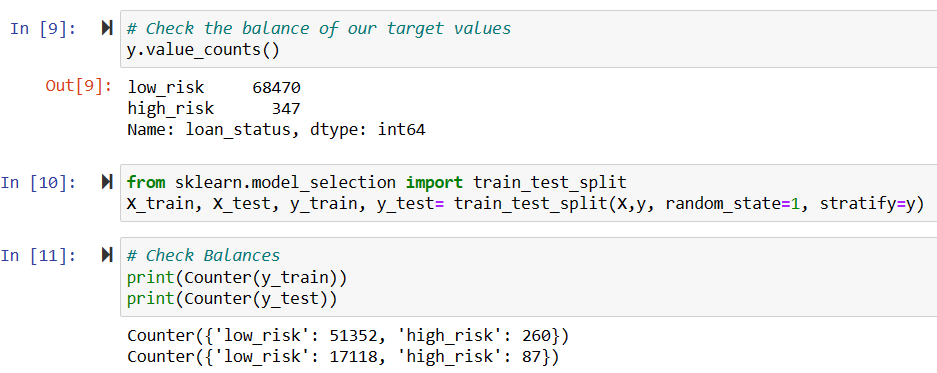 In [9]: # Check the balance of our target values
y.value_counts()
Out[9]: low_risk 68470
high_risk 347
Name: loan_status, dtype: int64
In [10]: from sklearn.model_selection import train_test_split
X_train, X_test, y_train, y_test= train_test_split(X,y, random_state=1, stratify=y)
In [11]: # Check Balances
print(Counter(y_train))
print(Counter(y_test))
Counter({'low_risk': 51352, 'high_risk': 260})
Counter({'low_risk': 17118, 'high_risk': 87})